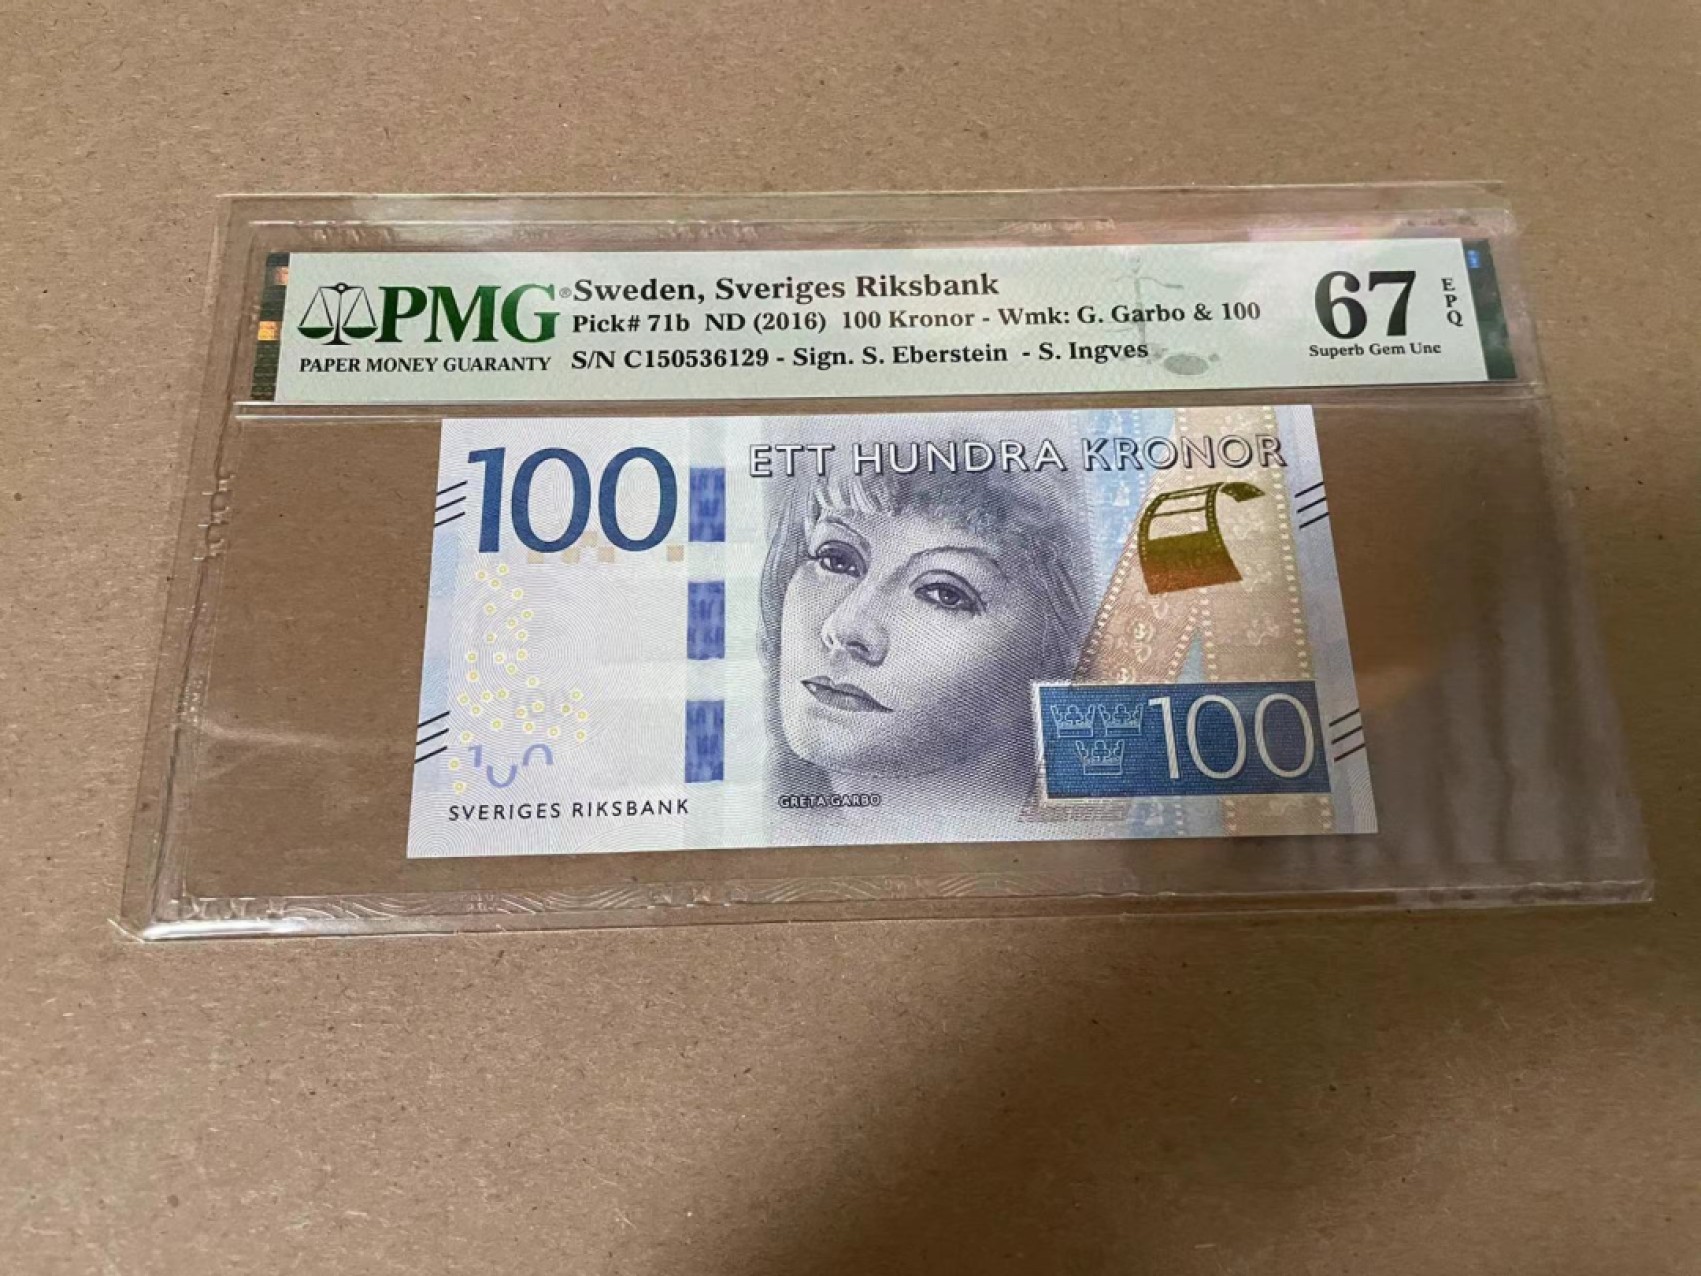 PMG®
PAPER MONEY GUARANTY
Sweden, Sveriges Riksbank
Pick# 71b ND (2016) 100 Kronor - Wmk: G. Garbo & 100
S/N C150536129 - Sign. S. Eberstein - S. Ingves
67
EPQ
Superb Gem Unc
100
ETT HUNDRA KRONOR
100
SVERIGES RIKSBANK
GRETA GARBO